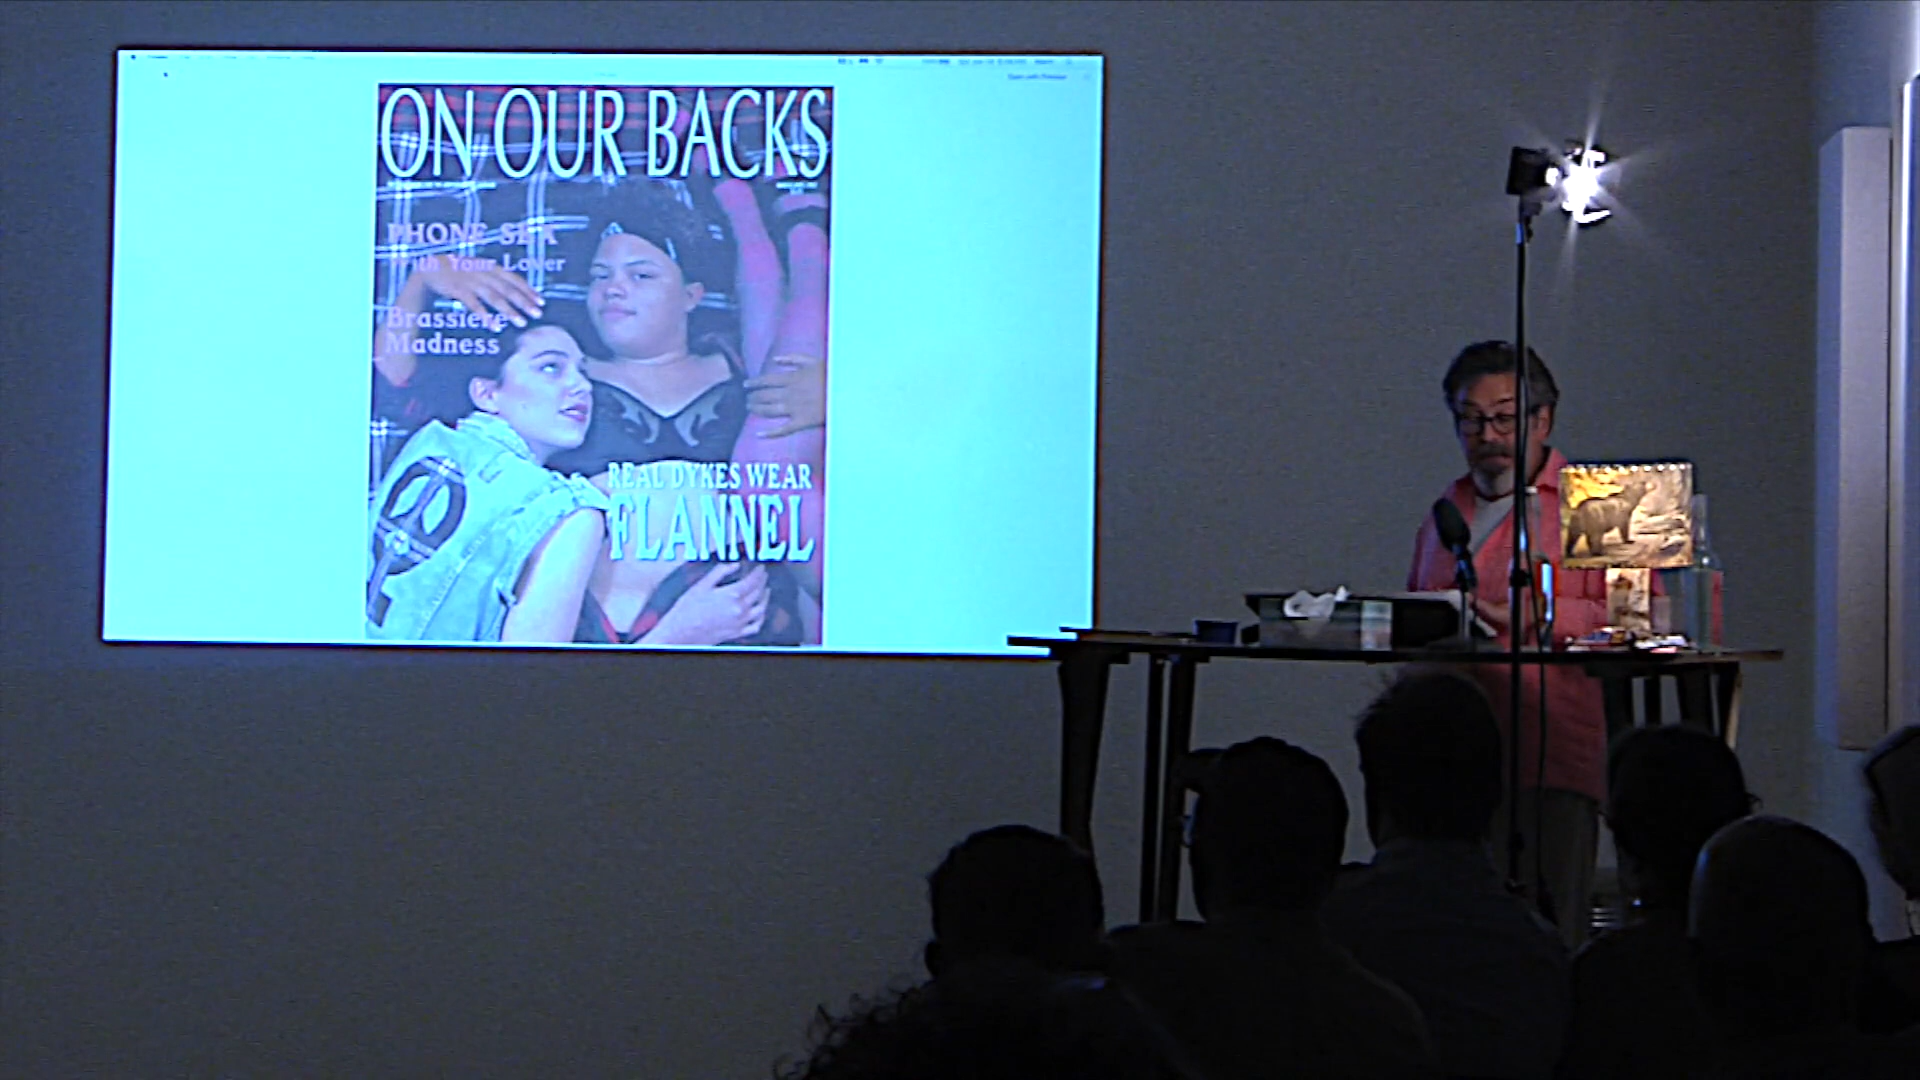 ON OUR BACKS
PHONE SEX
With Your Lover
Brassiere
Madness
REAL DYKES WEAR
FLANNEL